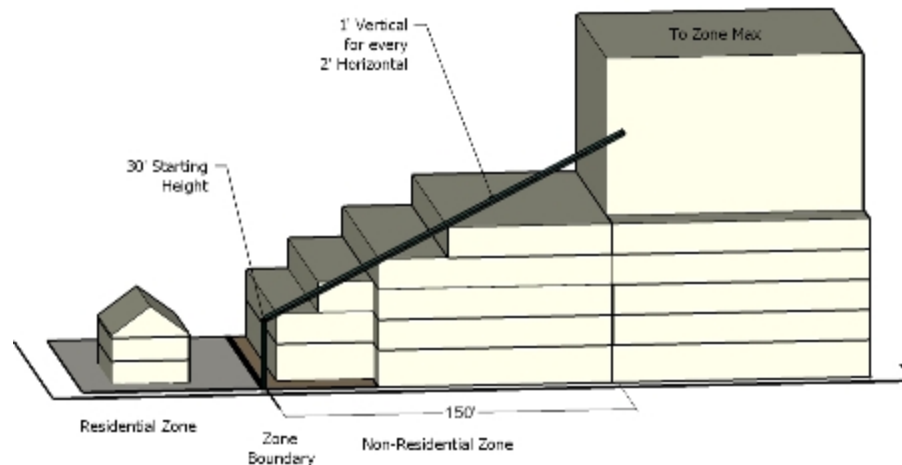 1' Vertical
for every
2' Horizontal
To Zone Max
30' Starting
Height
150'
Residential Zone
Zone
Boundary
Non-Residential Zone